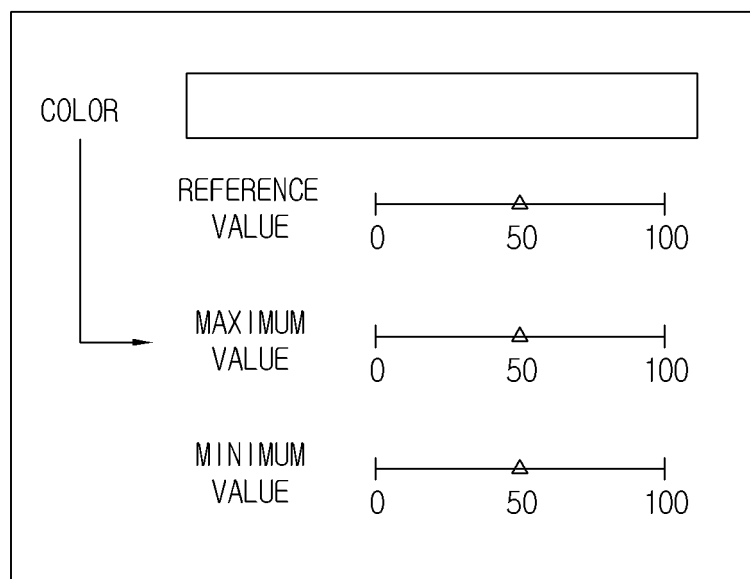 COLOR
REFERENCE
VALUE
0 50 100
MAXIMUM
VALUE
0 50 100
MINIMUM
VALUE
0 50 100